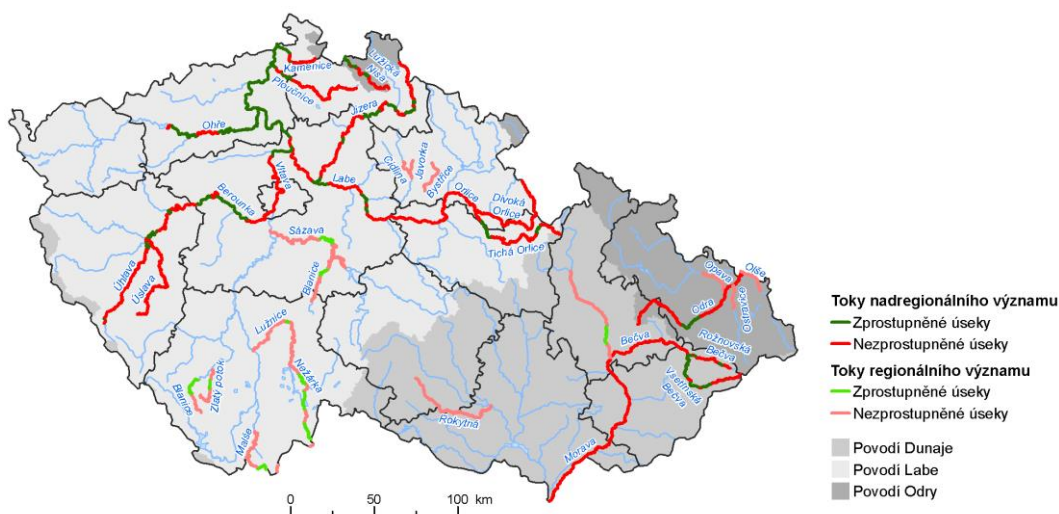 Kamenice
Ploučnice
Lužická
Nisa
Jizera
Ohře
Vltava
Labe
Cidlina
Javorka
Bystřice
Orlice
Divoká
Orlice
Tichá Orlice
Berounka
Sázava
Blanice
Úhlava
Úslava
Lužnice
Nežárka
Blanice
Zlatý potok
Malše
Rokytná
Morava
Bečva
Rožnovská
Bečva
Vsetínská
Bečva
Odra
Opava
Olše
Ostravice
0 50 100 km
Toky nadregionálního významu
Zprostupněné úseky
Nezprostupněné úseky
Toky regionálního významu
Zprostupněné úseky
Nezprostupněné úseky
Povodí Dunaje
Povodí Labe
Povodí Odry